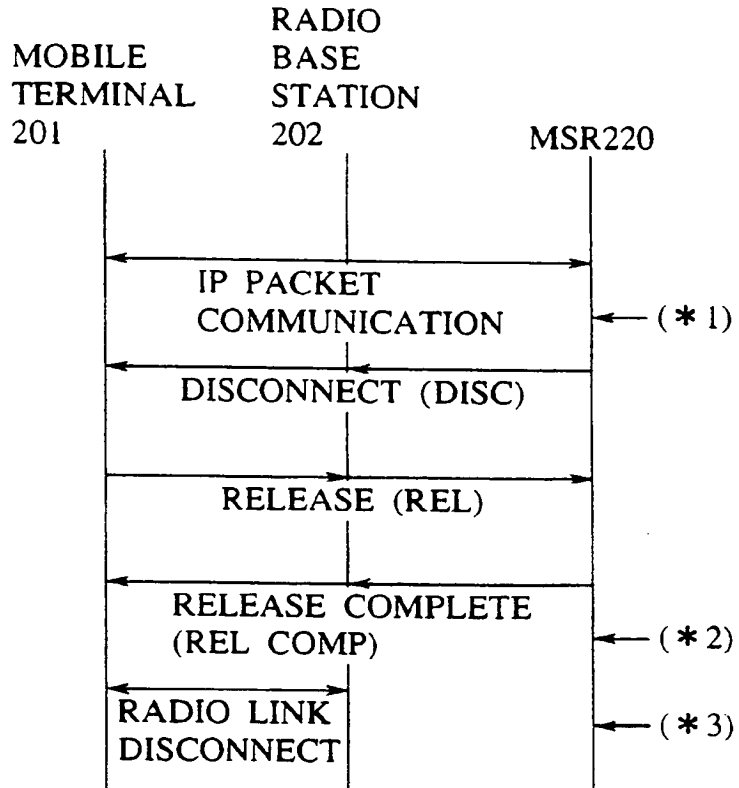 MOBILE
TERMINAL
201
RADIO
BASE
STATION
202
MSR220
IP PACKET
COMMUNICATION
(*1)
DISCONNECT (DISC)
RELEASE (REL)
RELEASE COMPLETE
(REL COMP)
(*2)
RADIO LINK
DISCONNECT
(*3)